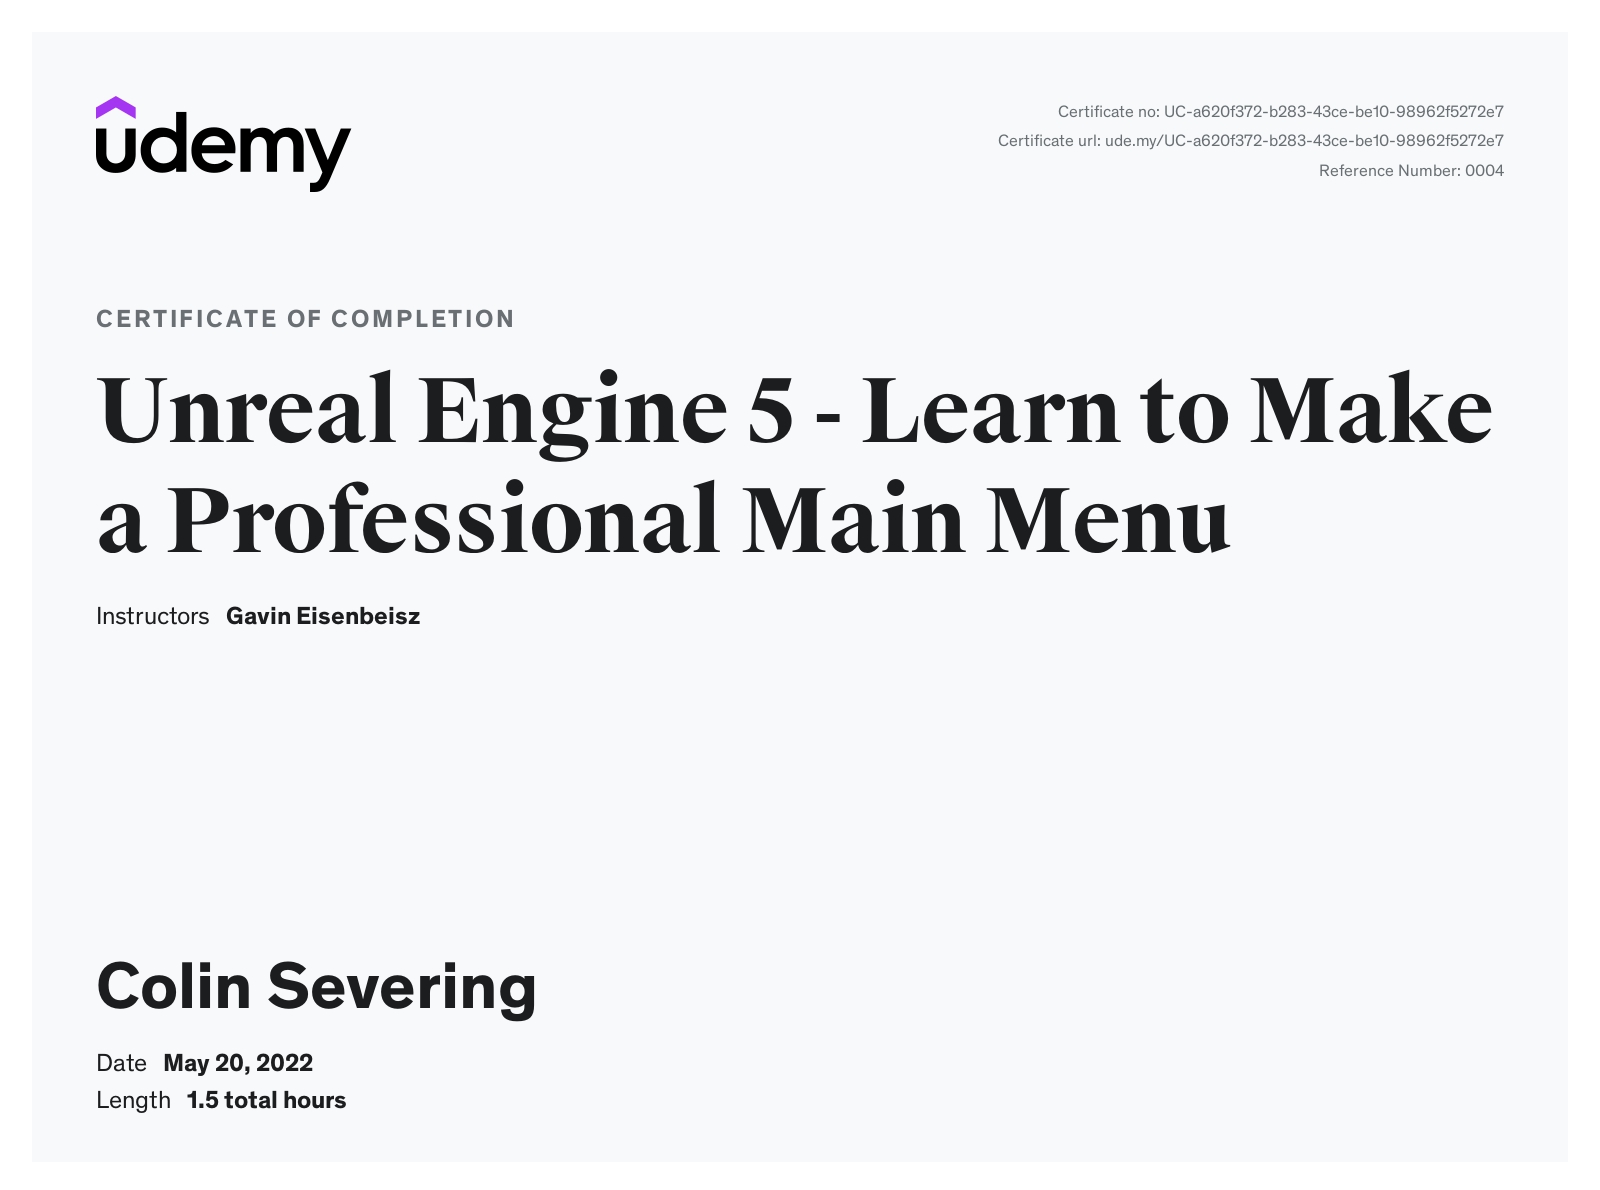 udemy
Certificate no: UC-a620f372-b283-43ce-be10-98962f5272e7
Certificate url: ude.my/UC-a620f372-b283-43ce-be10-98962f5272e7
Reference Number: 0004
CERTIFICATE OF COMPLETION
Unreal Engine 5 - Learn to Make
a Professional Main Menu
Instructors Gavin Eisenbeisz
Colin Severing
Date May 20, 2022
Length 1.5 total hours